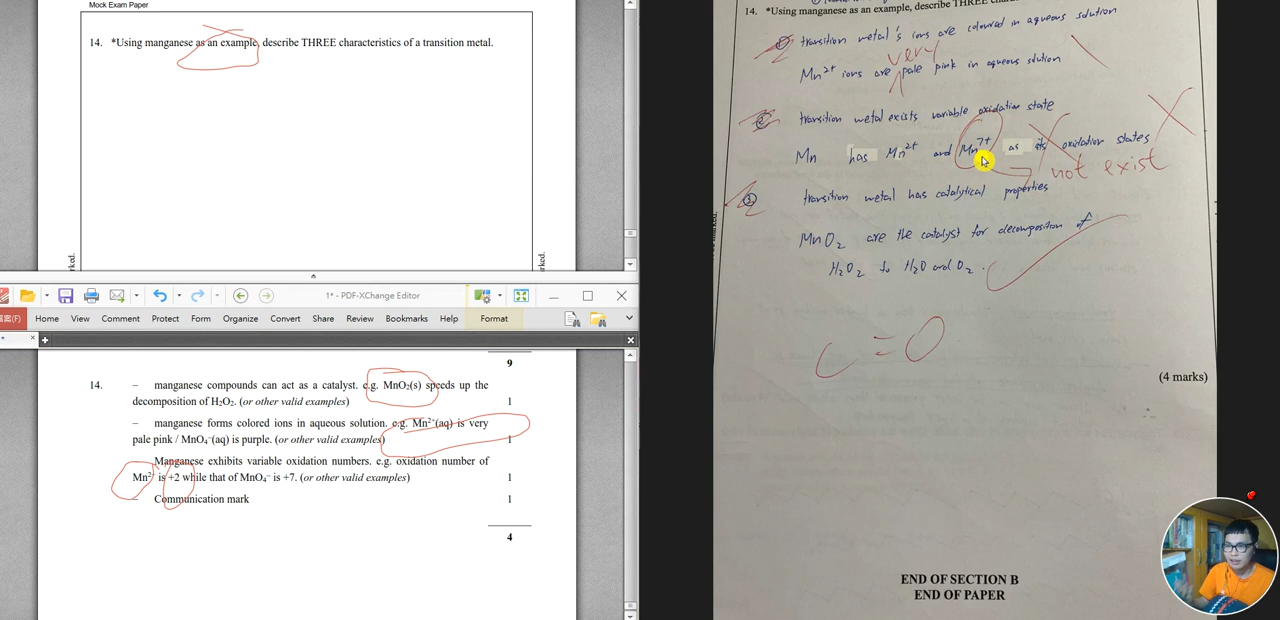 Mock Exam Paper
14. *Using manganese as an example, describe THREE characteristics of a transition metal.
rked.
rked.
1* - PDF-XChange Editor
Home View Comment Protect Form Organize Convert Share Review Bookmarks Help Format
9
14. – manganese compounds can act as a catalyst. e.g. MnO₂(s) speeds up the
decomposition of H₂O₂. (or other valid examples) 1
– manganese forms colored ions in aqueous solution. e.g. Mn²⁺(aq) is very
pale pink / MnO₄⁻(aq) is purple. (or other valid examples) 1
Manganese exhibits variable oxidation numbers. e.g. oxidation number of
Mn²⁺ is +2 while that of MnO₄⁻ is +7. (or other valid examples) 1
Communication mark 1
4
14. *Using manganese as an example, describe THREE
① transition metal's ions are coloured in aqueous solution
very
Mn²⁺ ions are pale pink in aqueous solution
② transition metal exists variable oxidation state
Mn has Mn²⁺ and Mn⁷⁺ as its oxidation states
not exist
③ transition metal has catalytical properties
MnO₂ are the catalyst for decomposition of
H₂O₂ to H₂O and O₂.
C = 0
(4 marks)
END OF SECTION B
END OF PAPER